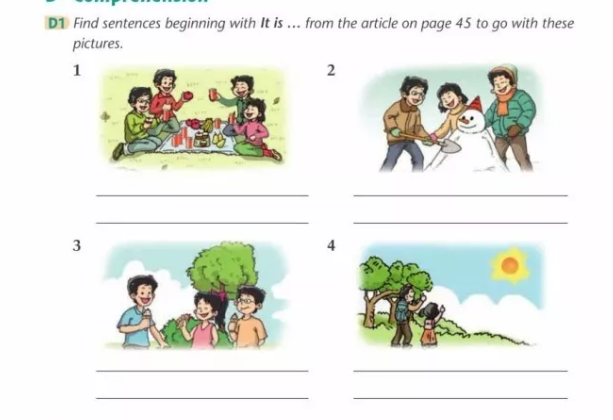 D1 Find sentences beginning with It is ... from the article on page 45 to go with these
pictures.
1
2
3
4